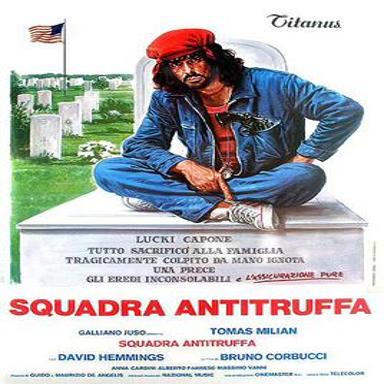 Titanus
LUCKI CAPONE
TUTTO SACRIFICO' ALLA FAMIGLIA
TRAGICAMENTE COLPITO DA MANO IGNOTA
UNA PRECE
GLI EREDI INCONSOLABILI e L'ASSICURAZIONE PURE
SQUADRA ANTITRUFFA
GALLIANO JUSO TOMAS MILIAN
SQUADRA ANTITRUFFA
DAVID HEMMINGS BRUNO CORBUCCI
ANNA CARDINI ALBERTO FARNESE MASSIMO VANNI
GUIDO e MAURIZIO DE ANGELIS NATIONAL MUSIC CINEMASTER TELECOLOR